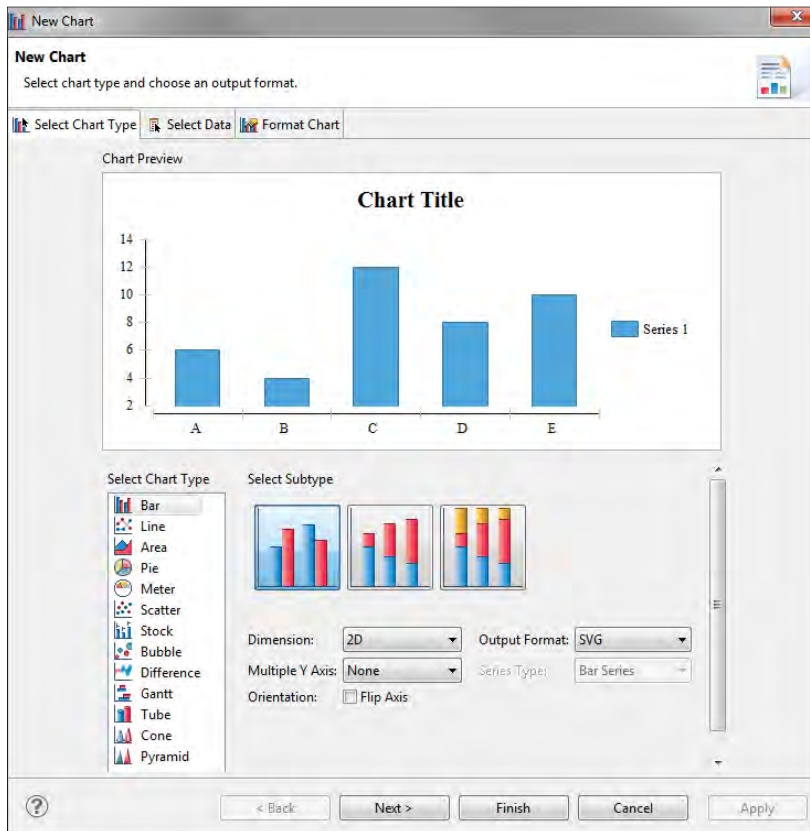 New Chart
New Chart
Select chart type and choose an output format.
Select Chart Type Select Data Format Chart
Chart Preview
Chart Title
14
12
10
8
6
4
2
A B C D E
Series 1
Select Chart Type
Bar
Line
Area
Pie
Meter
Scatter
Stock
Bubble
Difference
Gantt
Tube
Cone
Pyramid
Select Subtype
Dimension: 2D Output Format: SVG
Multiple Y Axis: None Series Type: Bar Series
Orientation: Flip Axis
? < Back Next > Finish Cancel Apply